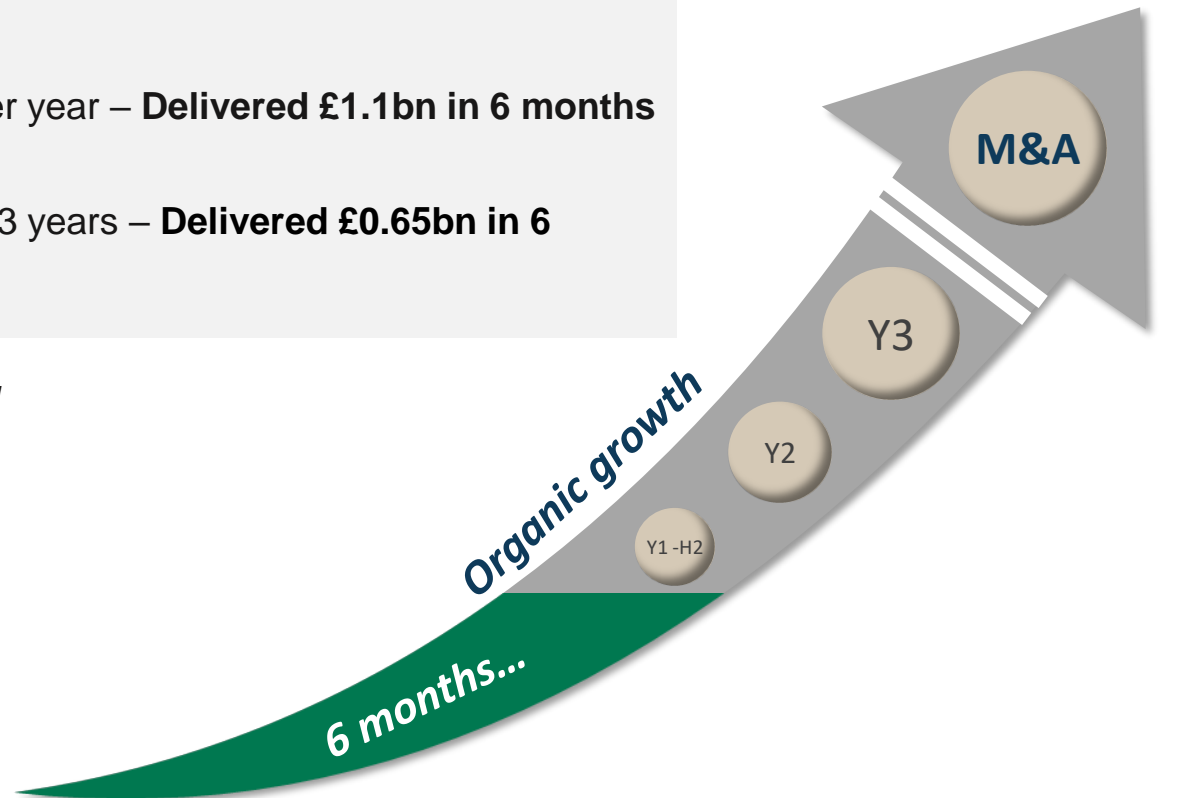 er year – Delivered £1.1bn in 6 months
3 years – Delivered £0.65bn in 6
M&A
Y3
Organic growth
Y2
Y1 -H2
6 months...